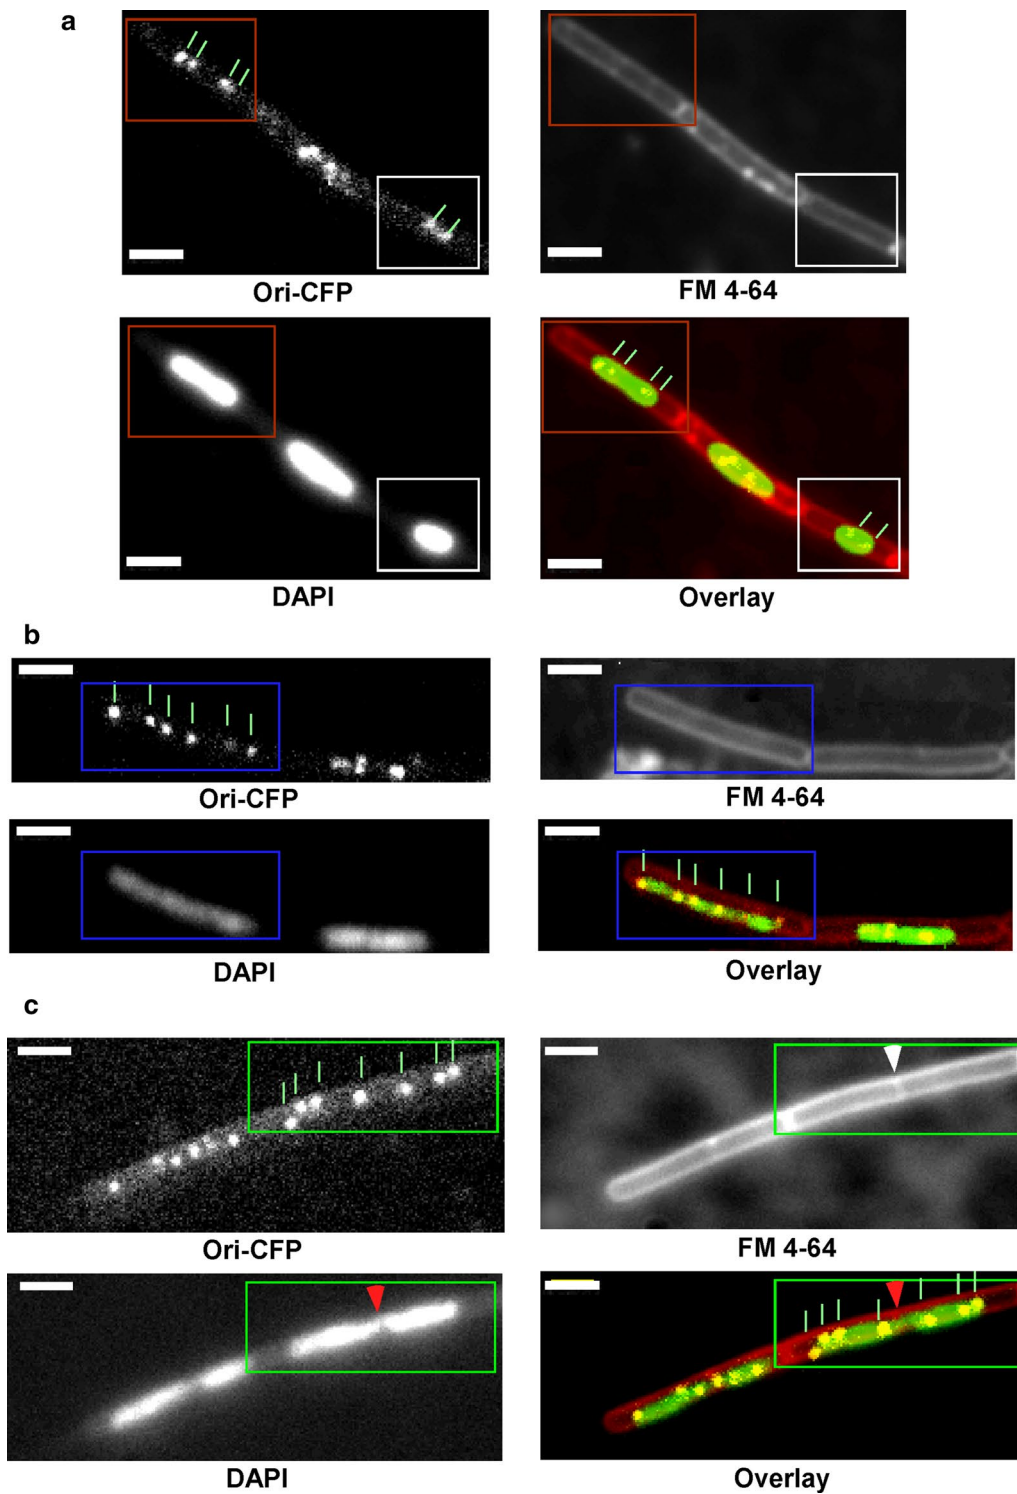 a
Ori-CFP
FM 4-64
DAPI
Overlay
b
Ori-CFP
FM 4-64
DAPI
Overlay
c
Ori-CFP
FM 4-64
DAPI
Overlay